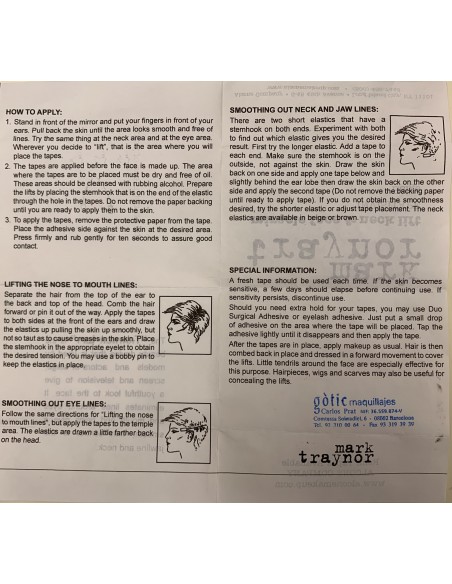 HOW TO APPLY:
1. Stand in front of the mirror and put your fingers in front of your
ears. Pull back the skin until the area looks smooth and free of
lines. Try the same thing at the neck area and at the eye area.
Wherever you decide to "lift", that is the area where you will
place the tapes.
2. The tapes are applied before the face is made up. The area
where the tapes are to be placed must be dry and free of oil.
These areas should be cleansed with rubbing alcohol. Prepare
the lifts by placing the stemhook on the end of the elastic
through the hole in the tapes. Do not remove the paper backing
until you are ready to apply them to the skin.
3. To apply the tapes, remove the protective paper from the tape.
Place the adhesive side against the skin at the desired area.
Press firmly and rub gently for ten seconds to assure good
contact.
LIFTING THE NOSE TO MOUTH LINES:
Separate the hair from the top of the ear to
the back and top of the head. Comb the hair
forward or pin it out of the way. Apply the tapes
to both sides at the front of the ears and draw
the elastics up pulling the skin up smoothly, but
not so taut as to cause creases in the skin. Place
the stemhook in the appropriate eyelet to obtain
the desired tension. You may use a bobby pin to
keep the elastics in place.
SMOOTHING OUT EYE LINES:
Follow the same directions for "Lifting the nose
to mouth lines", but apply the tapes to the temple
area. The elastics are drawn a little farther back
on the head.
SMOOTHING OUT NECK AND JAW LINES:
There are two short elastics that have a
stemhook on both ends. Experiment with both
to find out which elastic gives you the desired
result. First try the longer elastic. Add a tape to
each end. Make sure the stemhook is on the
outside, not against the skin. Draw the skin
back on one side and apply one tape below and
slightly behind the ear lobe then draw the skin back on the other
side and apply the second tape (Do not remove the backing paper
until ready to apply tape). If you do not obtain the smoothness
desired, try the shorter elastic or adjust tape placement. The neck
elastics are available in beige or brown.
SPECIAL INFORMATION:
A fresh tape should be used each time. If the skin becomes
sensitive, a few days should elapse before continuing use. If
sensitivity persists, discontinue use.
Should you need extra hold for your tapes, you may use Duo
Surgical Adhesive or eyelash adhesive. Just put a small drop
of adhesive on the area where the tape will be placed. Tap the
adhesive lightly until it disappears and then apply the tape.
After the tapes are in place, apply makeup as usual. Hair is then
combed back in place and dressed in a forward movement to cover
the lifts. Little tendrils around the face are especially effective for
this purpose. Hairpieces, wigs and scarves may also be useful for
concealing the lifts.
gòtic maquillajes
Carlos Prat
08002 Barcelona
mark
traynor